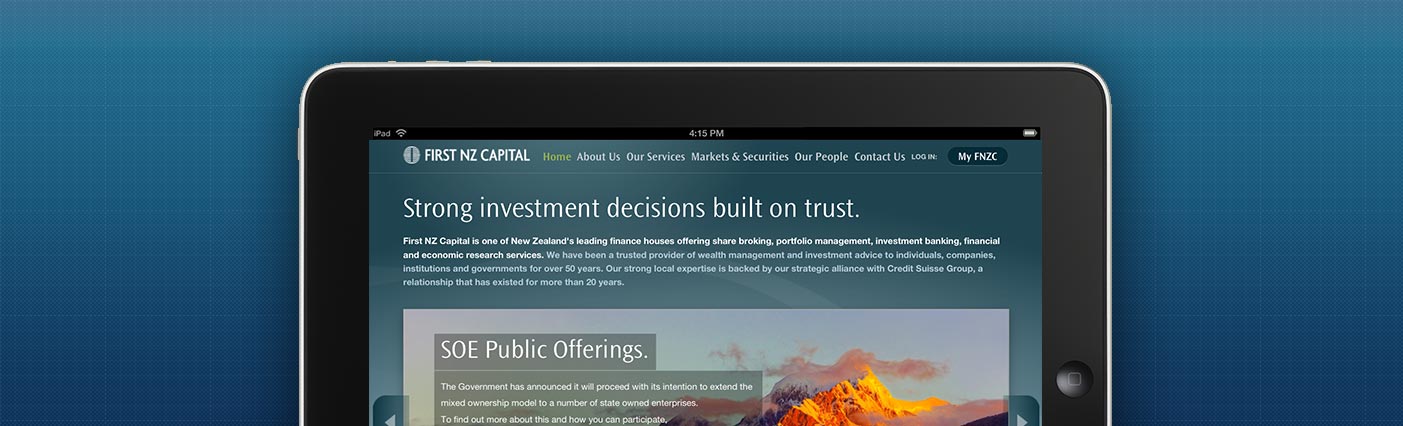 iPad 4:15 PM
FIRST NZ CAPITAL Home About Us Our Services Markets & Securities Our People Contact Us LOG IN: My FNZC
Strong investment decisions built on trust.
First NZ Capital is one of New Zealand's leading finance houses offering share broking, portfolio management, investment banking, financial
and economic research services. We have been a trusted provider of wealth management and investment advice to individuals, companies,
institutions and governments for over 50 years. Our strong local expertise is backed by our strategic alliance with Credit Suisse Group, a
relationship that has existed for more than 20 years.
SOE Public Offerings.
The Government has announced it will proceed with its intention to extend the
mixed ownership model to a number of state owned enterprises.
To find out more about this and how you can participate,